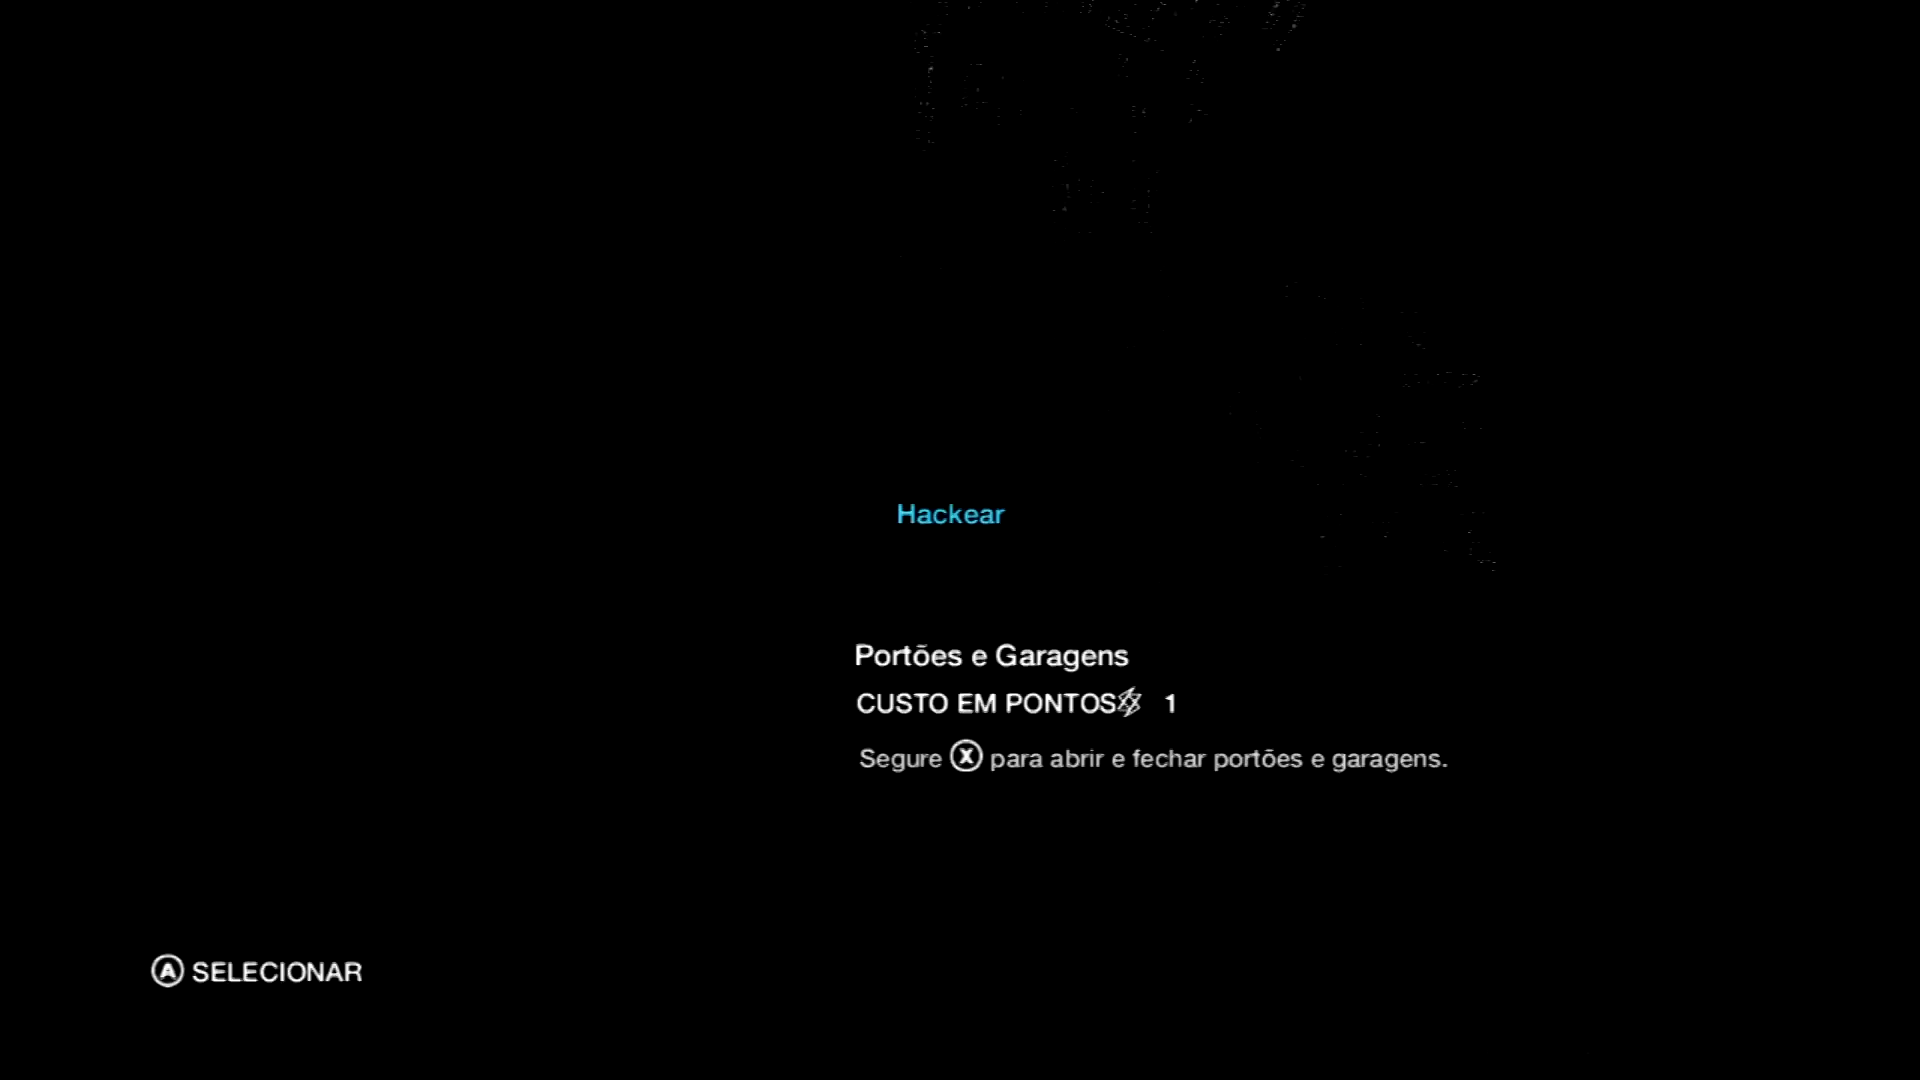 Hackear
Portões e Garagens
CUSTO EM PONTOS 1
Segure X para abrir e fechar portões e garagens.
A SELECIONAR